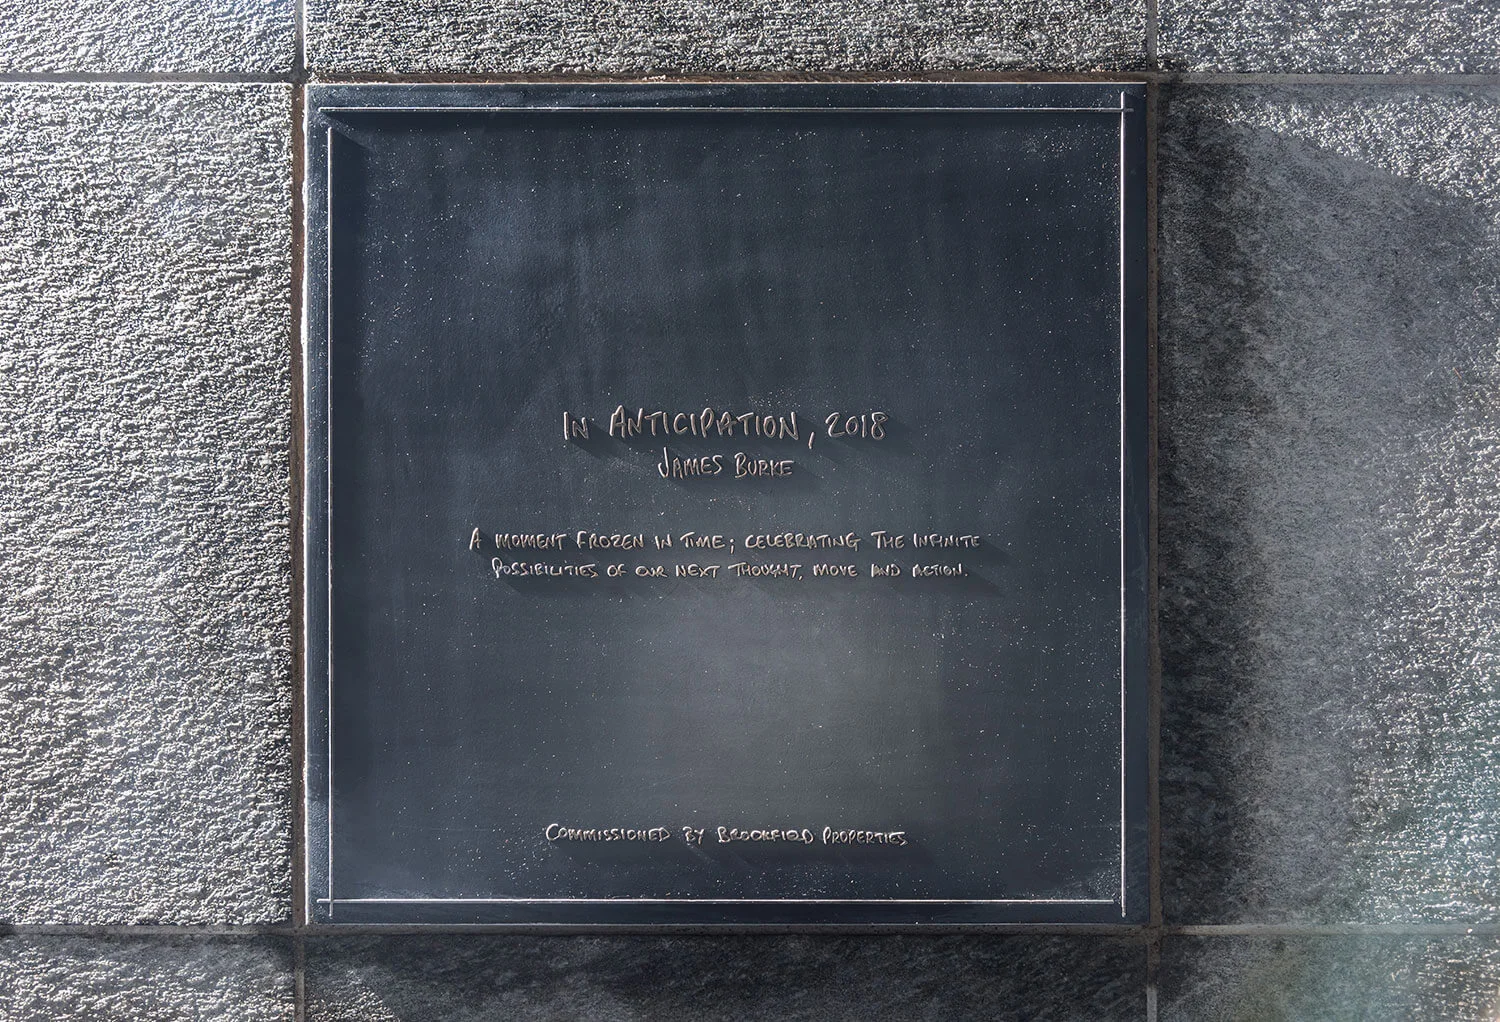 In Anticipation, 2018
James Burke
A moment frozen in time; celebrating the infinite
possibilities of our next thought, move and action.
Commissioned by Brookfield Properties